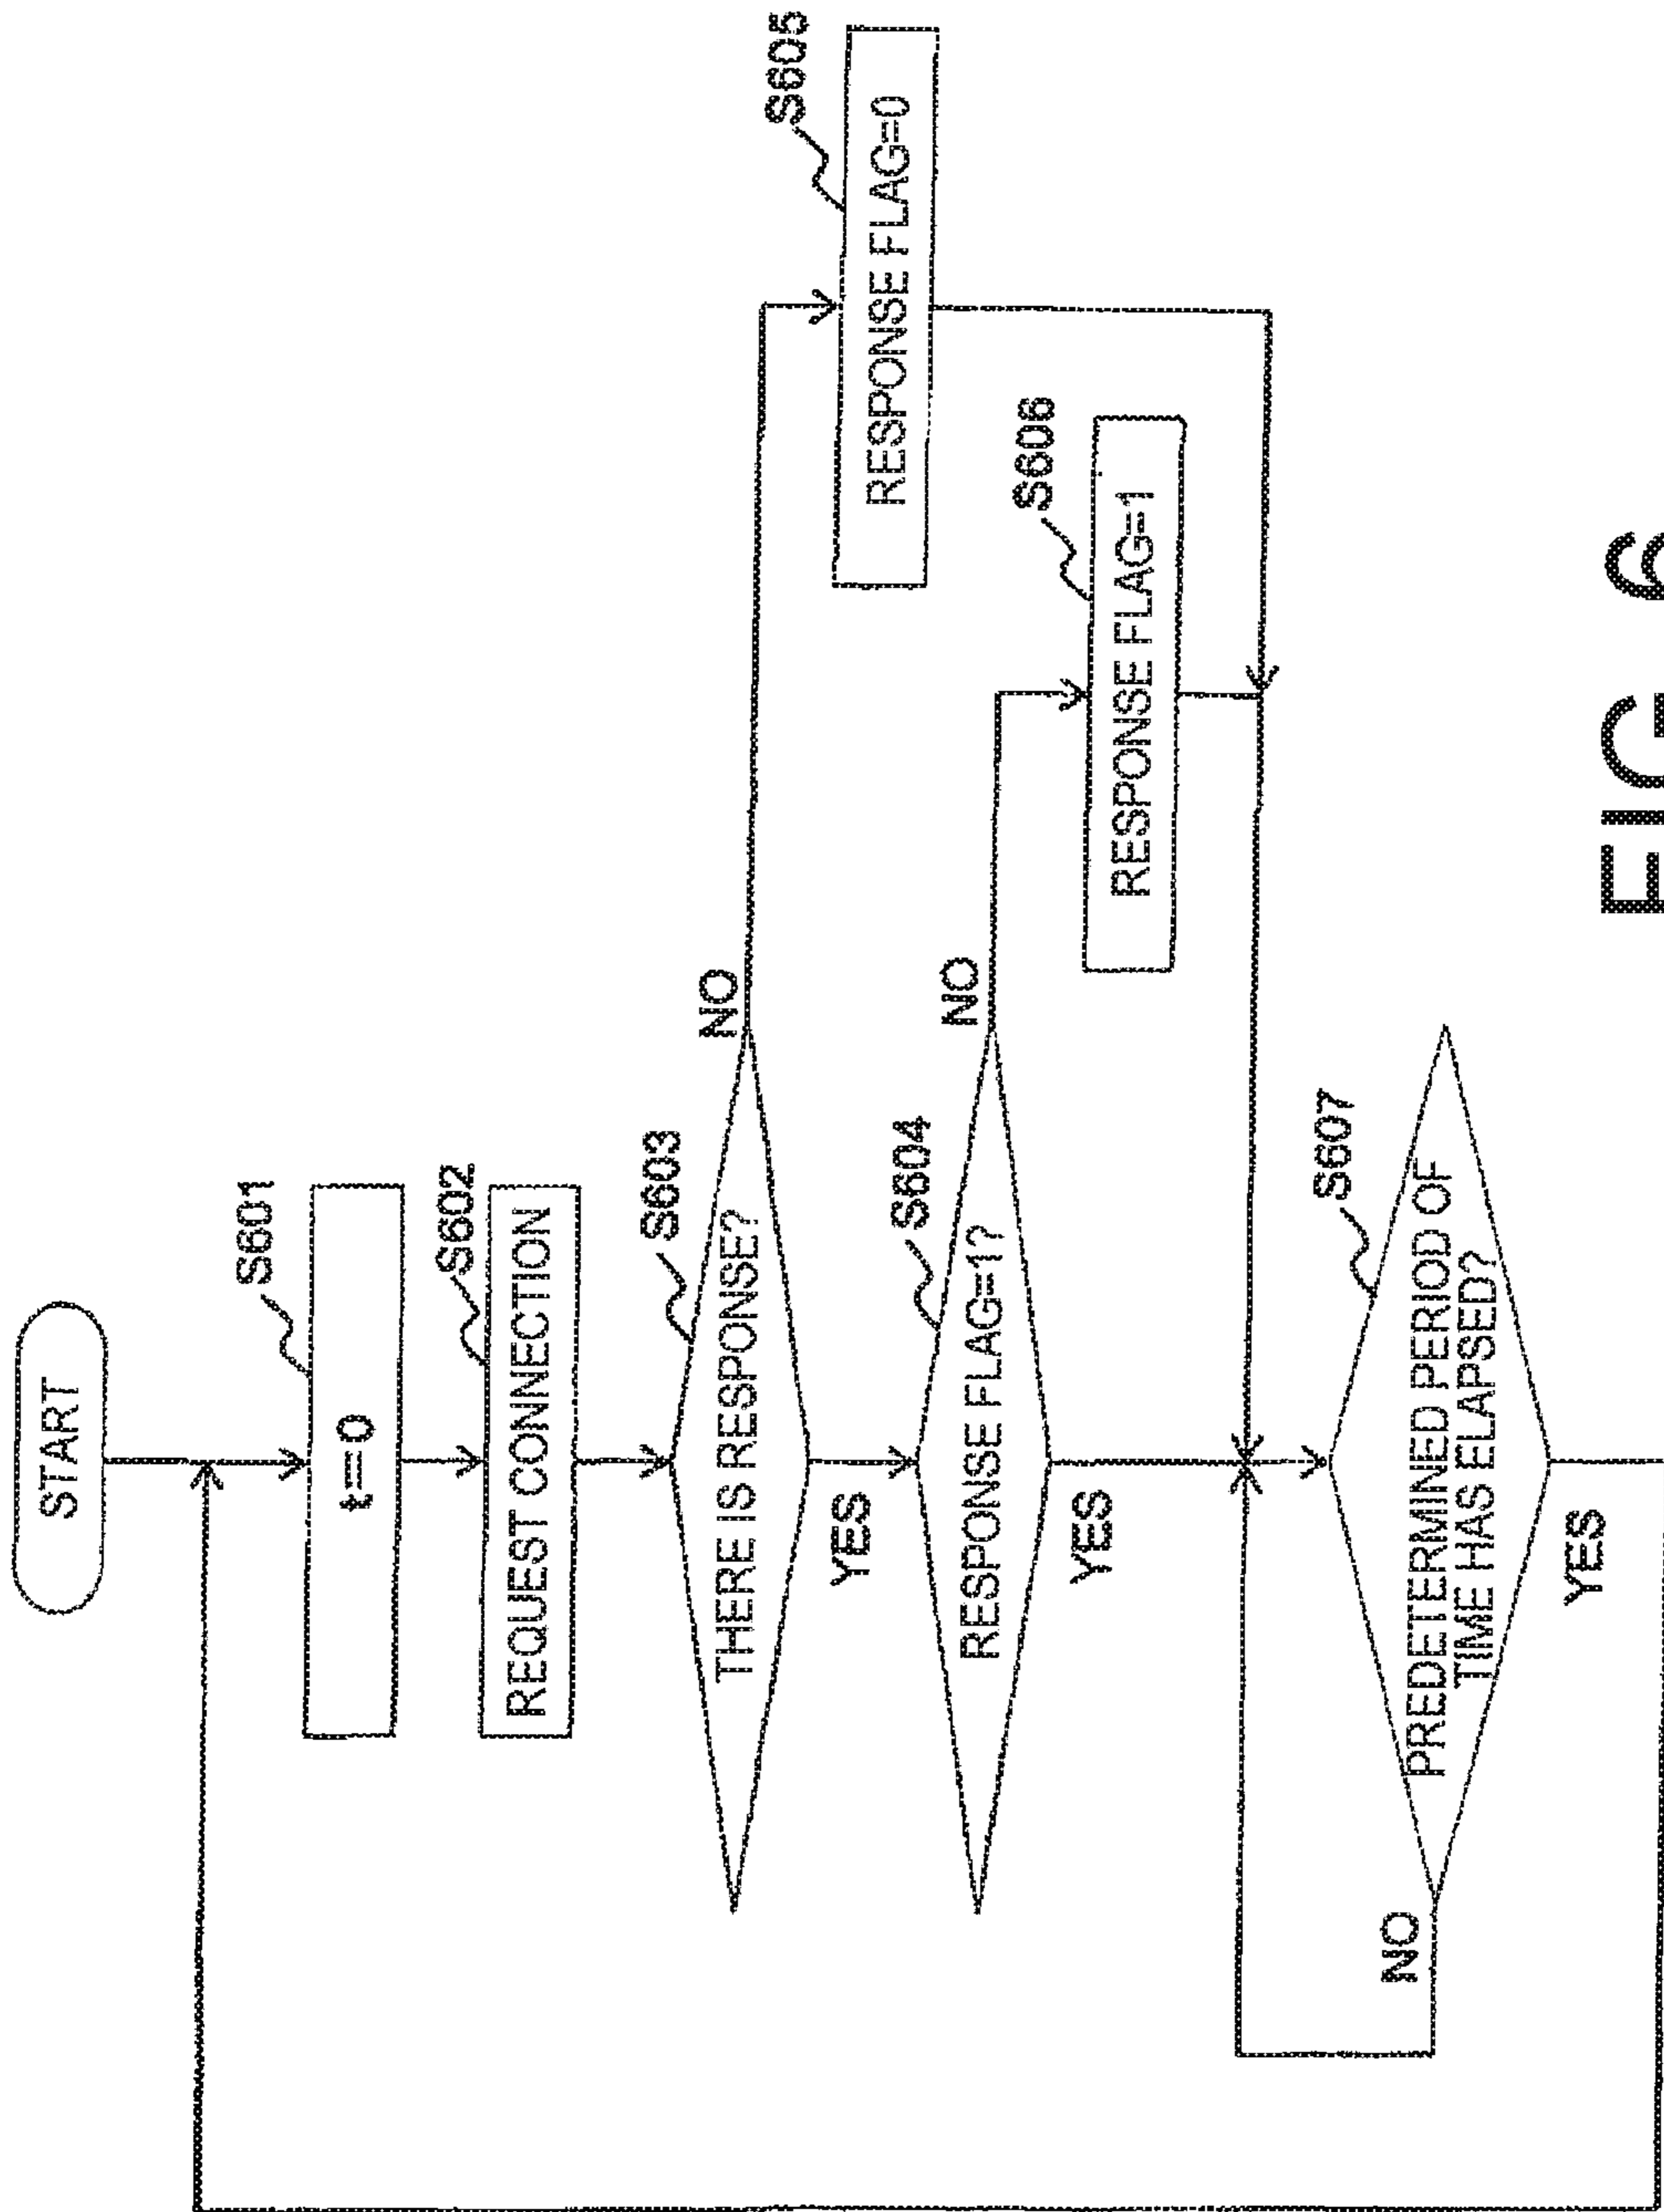 START
S601
t=0
S602
REQUEST CONNECTION
S603
THERE IS RESPONSE?
NO
YES
S605
RESPONSE FLAG=0
S604
RESPONSE FLAG=1?
NO
YES
S606
RESPONSE FLAG=1
S607
PREDETERMINED PERIOD OF
TIME HAS ELAPSED?
NO
YES
FIG. 6